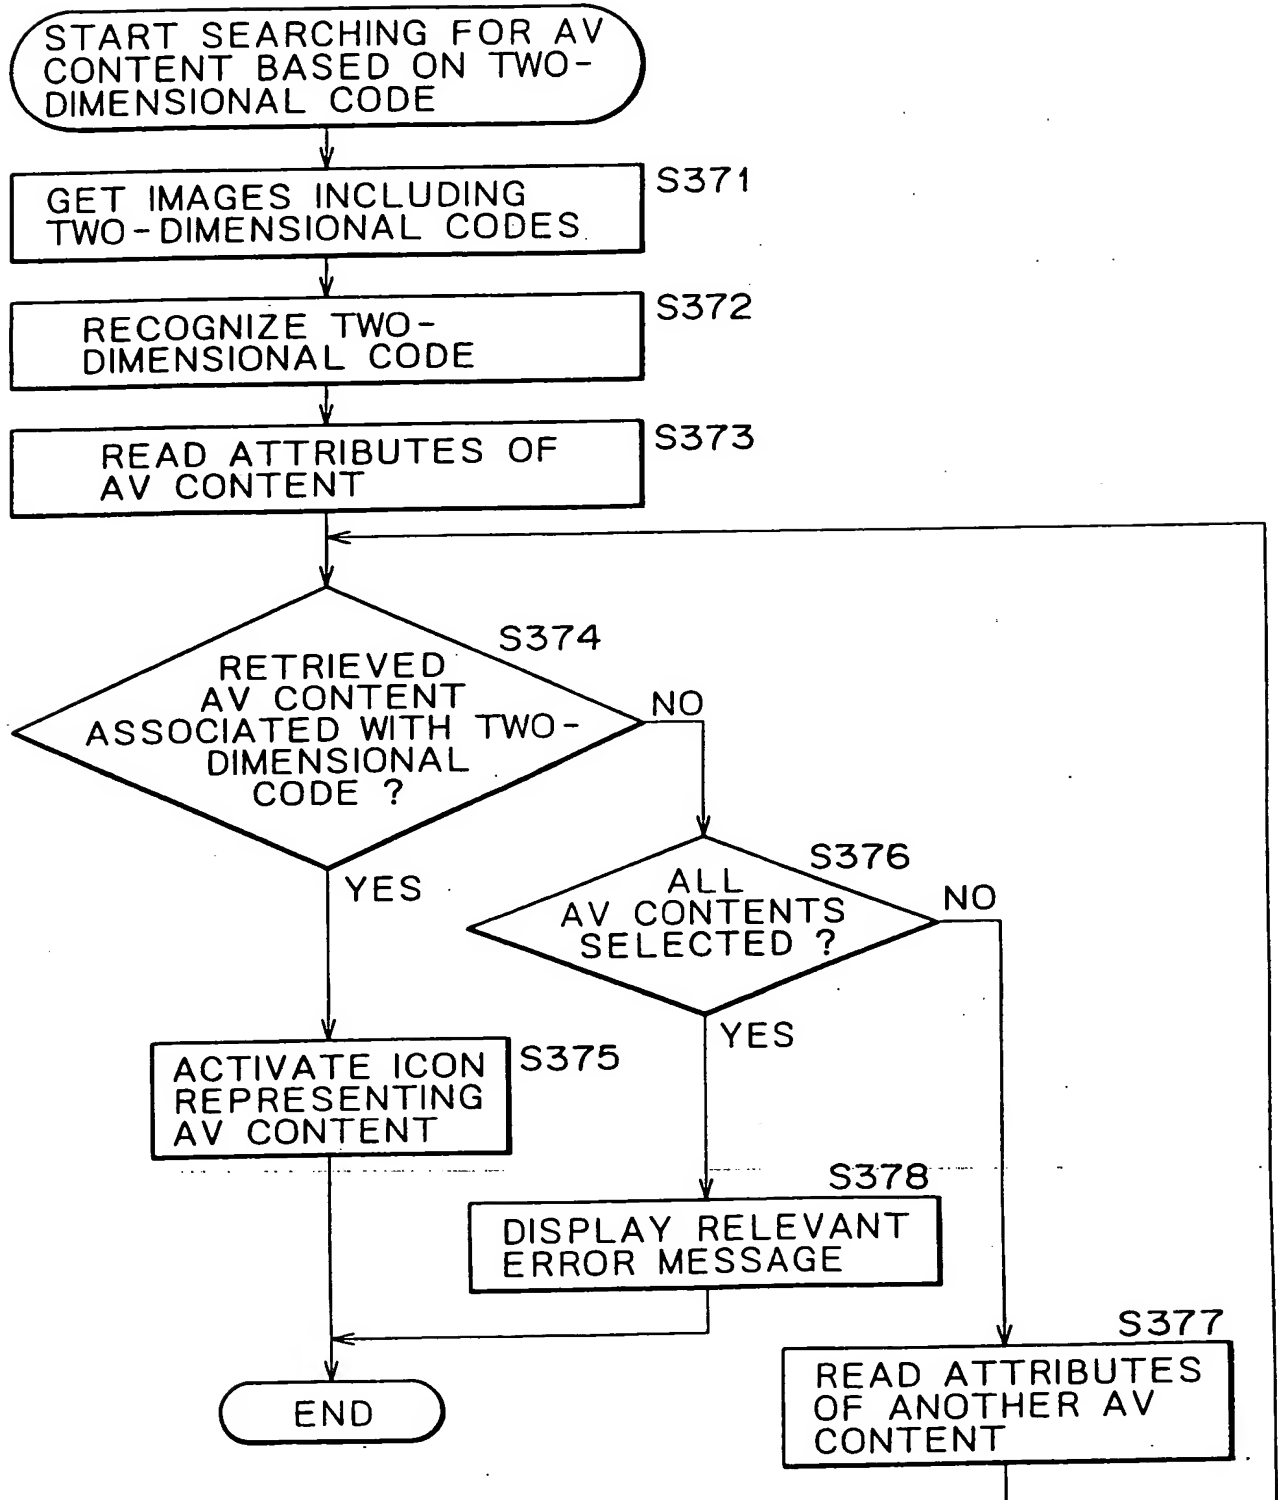 START SEARCHING FOR AV
CONTENT BASED ON TWO-
DIMENSIONAL CODE
S371
GET IMAGES INCLUDING
TWO-DIMENSIONAL CODES
S372
RECOGNIZE TWO-
DIMENSIONAL CODE
S373
READ ATTRIBUTES OF
AV CONTENT
S374
RETRIEVED
AV CONTENT
ASSOCIATED WITH TWO-
DIMENSIONAL
CODE ?
NO
YES
S376
ALL
AV CONTENTS
SELECTED ?
NO
YES
S375
ACTIVATE ICON
REPRESENTING
AV CONTENT
S378
DISPLAY RELEVANT
ERROR MESSAGE
S377
READ ATTRIBUTES
OF ANOTHER AV
CONTENT
END